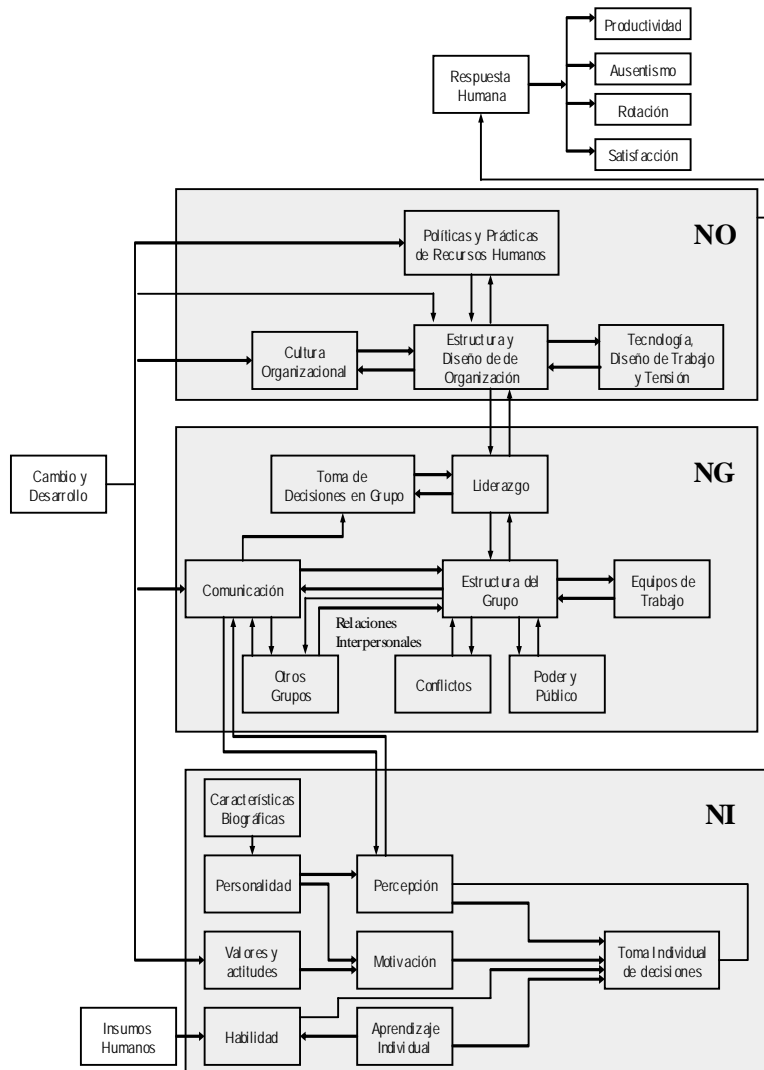 Productividad
Respuesta
Humana
Ausentismo
Rotación
Satisfacción
NO
Políticas y Prácticas
de Recursos Humanos
Cultura
Organizacional
Estructura y
Diseño de de
Organización
Tecnología,
Diseño de Trabajo
y Tensión
NG
Cambio y
Desarrollo
Toma de
Decisiones en Grupo
Liderazgo
Comunicación
Estructura del
Grupo
Equipos de
Trabajo
Relaciones
Interpersonales
Otros
Grupos
Conflictos
Poder y
Público
NI
Características
Biográficas
Personalidad
Percepción
Valores y
actitudes
Motivación
Toma Individual
de decisiones
Insumos
Humanos
Habilidad
Aprendizaje
Individual